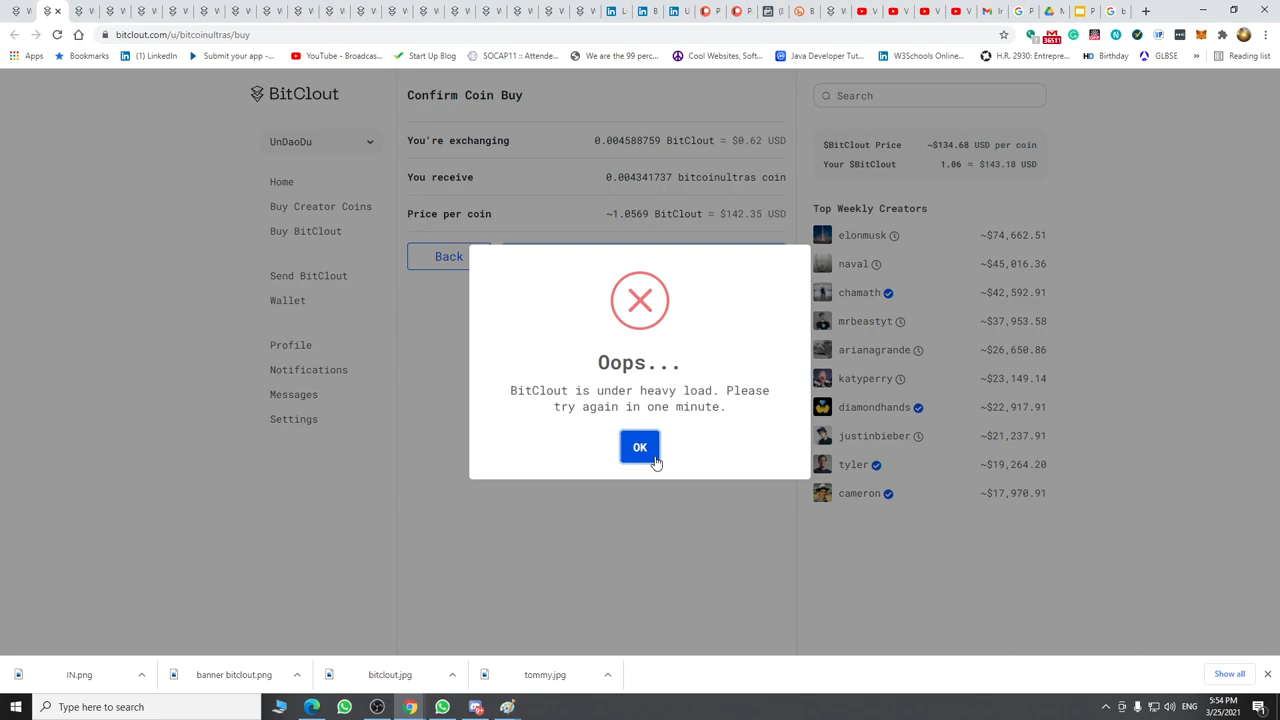 bitclout.com/u/bitcoinultras/buy
Apps
Bookmarks
(1) LinkedIn
Submit your app -...
YouTube - Broadcas...
Start Up Blog
SOCAP11 :: Attende...
We are the 99 perc...
Cool Websites, Soft...
Java Developer Tut...
W3Schools Online...
H.R. 2930: Entrepre...
Birthday
GLBSE
»
Reading list
BitClout
UnDaoDu
Home
Buy Creator Coins
Buy BitClout
Send BitClout
Wallet
Profile
Notifications
Messages
Settings
Confirm Coin Buy
You're exchanging 0.004588759 BitClout ≈ $0.62 USD
You receive 0.004341737 bitcoinultras coin
Price per coin ~1.0569 BitClout ≈ $142.35 USD
Back
Oops...
BitClout is under heavy load. Please
try again in one minute.
OK
Search
$BitClout Price ~$134.68 USD per coin
Your $BitClout 1.06 ≈ $143.18 USD
Top Weekly Creators
elonmusk ~$74,662.51
naval ~$45,016.36
chamath ~$42,592.91
mrbeastyt ~$37,953.58
arianagrande ~$26,650.86
katyperry ~$23,149.14
diamondhands ~$22,917.91
justinbieber ~$21,237.91
tyler ~$19,264.20
cameron ~$17,970.91
IN.png
banner bitclout.png
bitclout.jpg
tommy.jpg
Show all
Type here to search
ENG
5:54 PM
3/25/2021